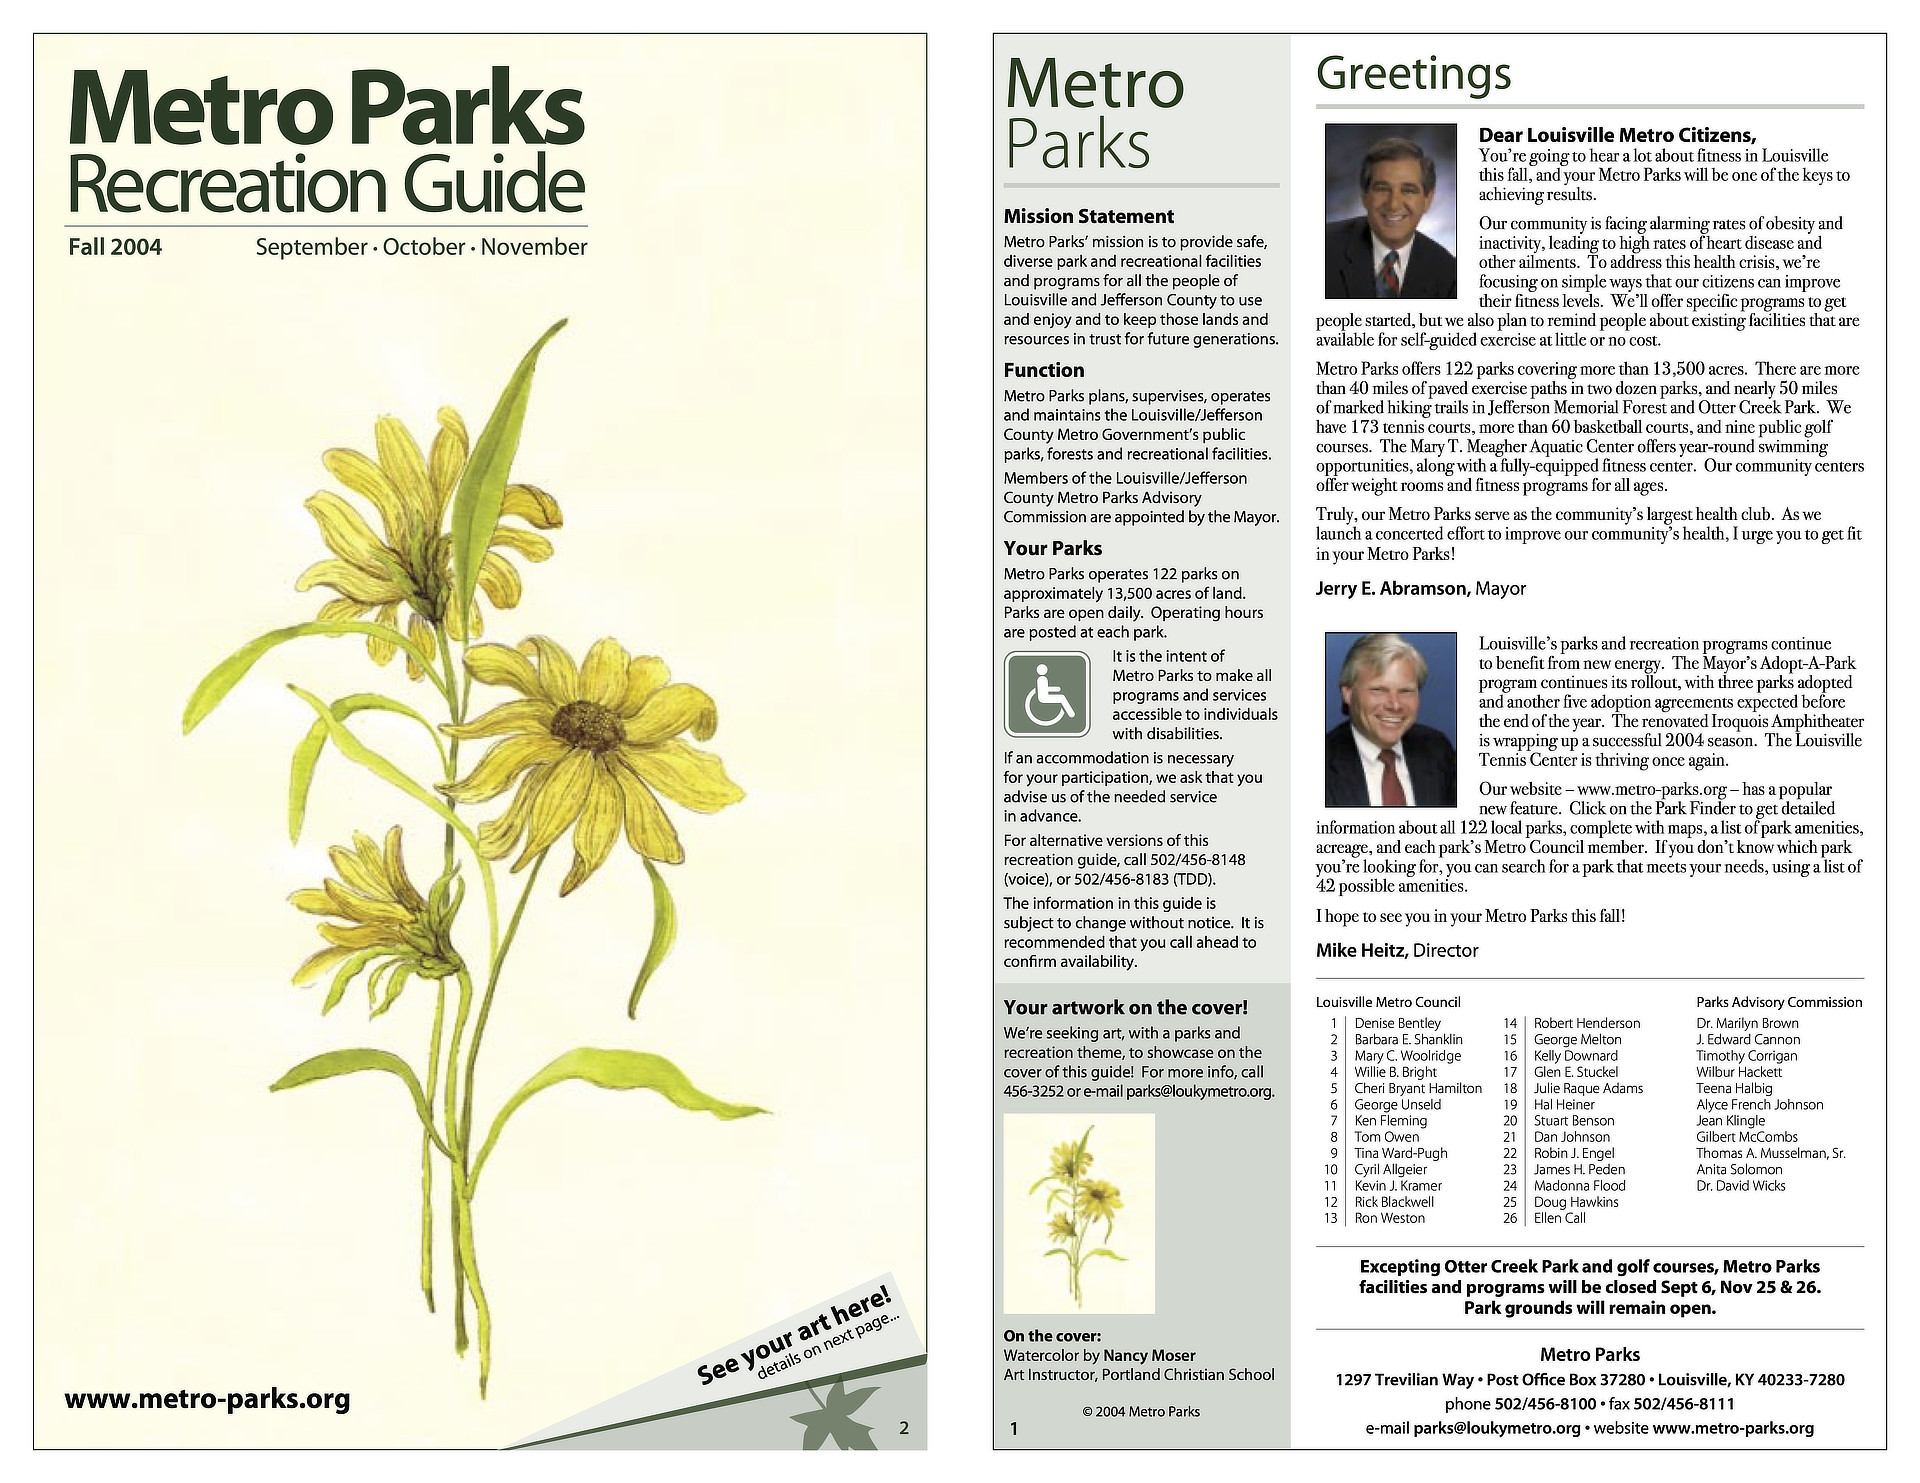 Metro Parks
Recreation Guide
Fall 2004 September • October • November
See your art here!
details on next page...
www.metro-parks.org
2
Metro
Parks
Mission Statement
Metro Parks’ mission is to provide safe,
diverse park and recreational facilities
and programs for all the people of
Louisville and Jefferson County to use
and enjoy and to keep those lands and
resources in trust for future generations.
Function
Metro Parks plans, supervises, operates
and maintains the Louisville/Jefferson
County Metro Government’s public
parks, forests and recreational facilities.
Members of the Louisville/Jefferson
County Metro Parks Advisory
Commission are appointed by the Mayor.
Your Parks
Metro Parks operates 122 parks on
approximately 13,500 acres of land.
Parks are open daily.  Operating hours
are posted at each park.
It is the intent of
Metro Parks to make all
programs and services
accessible to individuals
with disabilities.
If an accommodation is necessary
for your participation, we ask that you
advise us of the needed service
in advance.
For alternative versions of this
recreation guide, call 502/456-8148
(voice), or 502/456-8183 (TDD).
The information in this guide is
subject to change without notice.  It is
recommended that you call ahead to
confirm availability.
Your artwork on the cover!
We’re seeking art, with a parks and
recreation theme, to showcase on the
cover of this guide!  For more info, call
456-3252 or e-mail parks@loukymetro.org.
On the cover:
Watercolor by Nancy Moser
Art Instructor, Portland Christian School
© 2004 Metro Parks
1
Greetings
Dear Louisville Metro Citizens,
You’re going to hear a lot about fitness in Louisville
this fall, and your Metro Parks will be one of the keys to
achieving results.
Our community is facing alarming rates of obesity and
inactivity, leading to high rates of heart disease and
other ailments.  To address this health crisis, we’re
focusing on simple ways that our citizens can improve
their fitness levels.  We’ll offer specific programs to get
people started, but we also plan to remind people about existing facilities that are
available for self-guided exercise at little or no cost.
Metro Parks offers 122 parks covering more than 13,500 acres.  There are more
than 40 miles of paved exercise paths in two dozen parks, and nearly 50 miles
of marked hiking trails in Jefferson Memorial Forest and Otter Creek Park.  We
have 173 tennis courts, more than 60 basketball courts, and nine public golf
courses.  The Mary T. Meagher Aquatic Center offers year-round swimming
opportunities, along with a fully-equipped fitness center.  Our community centers
offer weight rooms and fitness programs for all ages.
Truly, our Metro Parks serve as the community’s largest health club.  As we
launch a concerted effort to improve our community’s health, I urge you to get fit
in your Metro Parks!
Jerry E. Abramson, Mayor
Louisville’s parks and recreation programs continue
to benefit from new energy.  The Mayor’s Adopt-A-Park
program continues its rollout, with three parks adopted
and another five adoption agreements expected before
the end of the year.  The renovated Iroquois Amphitheater
is wrapping up a successful 2004 season.  The Louisville
Tennis Center is thriving once again.
Our website – www.metro-parks.org – has a popular
new feature.  Click on the Park Finder to get detailed
information about all 122 local parks, complete with maps, a list of park amenities,
acreage, and each park’s Metro Council member.  If you don’t know which park
you’re looking for, you can search for a park that meets your needs, using a list of
42 possible amenities.
I hope to see you in your Metro Parks this fall!
Mike Heitz, Director
Louisville Metro Council
1 Denise Bentley
2 Barbara E. Shanklin
3 Mary C. Woolridge
4 Willie B. Bright
5 Cheri Bryant Hamilton
6 George Unseld
7 Ken Fleming
8 Tom Owen
9 Tina Ward-Pugh
10 Cyril Allgeier
11 Kevin J. Kramer
12 Rick Blackwell
13 Ron Weston
14 Robert Henderson
15 George Melton
16 Kelly Downard
17 Glen E. Stuckel
18 Julie Raque Adams
19 Hal Heiner
20 Stuart Benson
21 Dan Johnson
22 Robin J. Engel
23 James H. Peden
24 Madonna Flood
25 Doug Hawkins
26 Ellen Call
Parks Advisory Commission
Dr. Marilyn Brown
J. Edward Cannon
Timothy Corrigan
Wilbur Hackett
Teena Halbig
Alyce French Johnson
Jean Klingle
Gilbert McCombs
Thomas A. Musselman, Sr.
Anita Solomon
Dr. David Wicks
Excepting Otter Creek Park and golf courses, Metro Parks
facilities and programs will be closed Sept 6, Nov 25 & 26.
Park grounds will remain open.
Metro Parks
1297 Trevilian Way • Post Office Box 37280 • Louisville, KY 40233-7280
phone 502/456-8100 • fax 502/456-8111
e-mail parks@loukymetro.org • website www.metro-parks.org